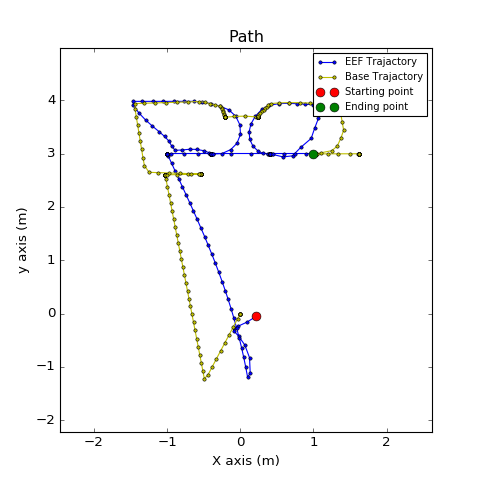 Path
EEF Trajactory
Base Trajactory
Starting point
Ending point
4
3
2
1
0
−1
−2
−2
−1
0
1
2
y axis (m)
X axis (m)